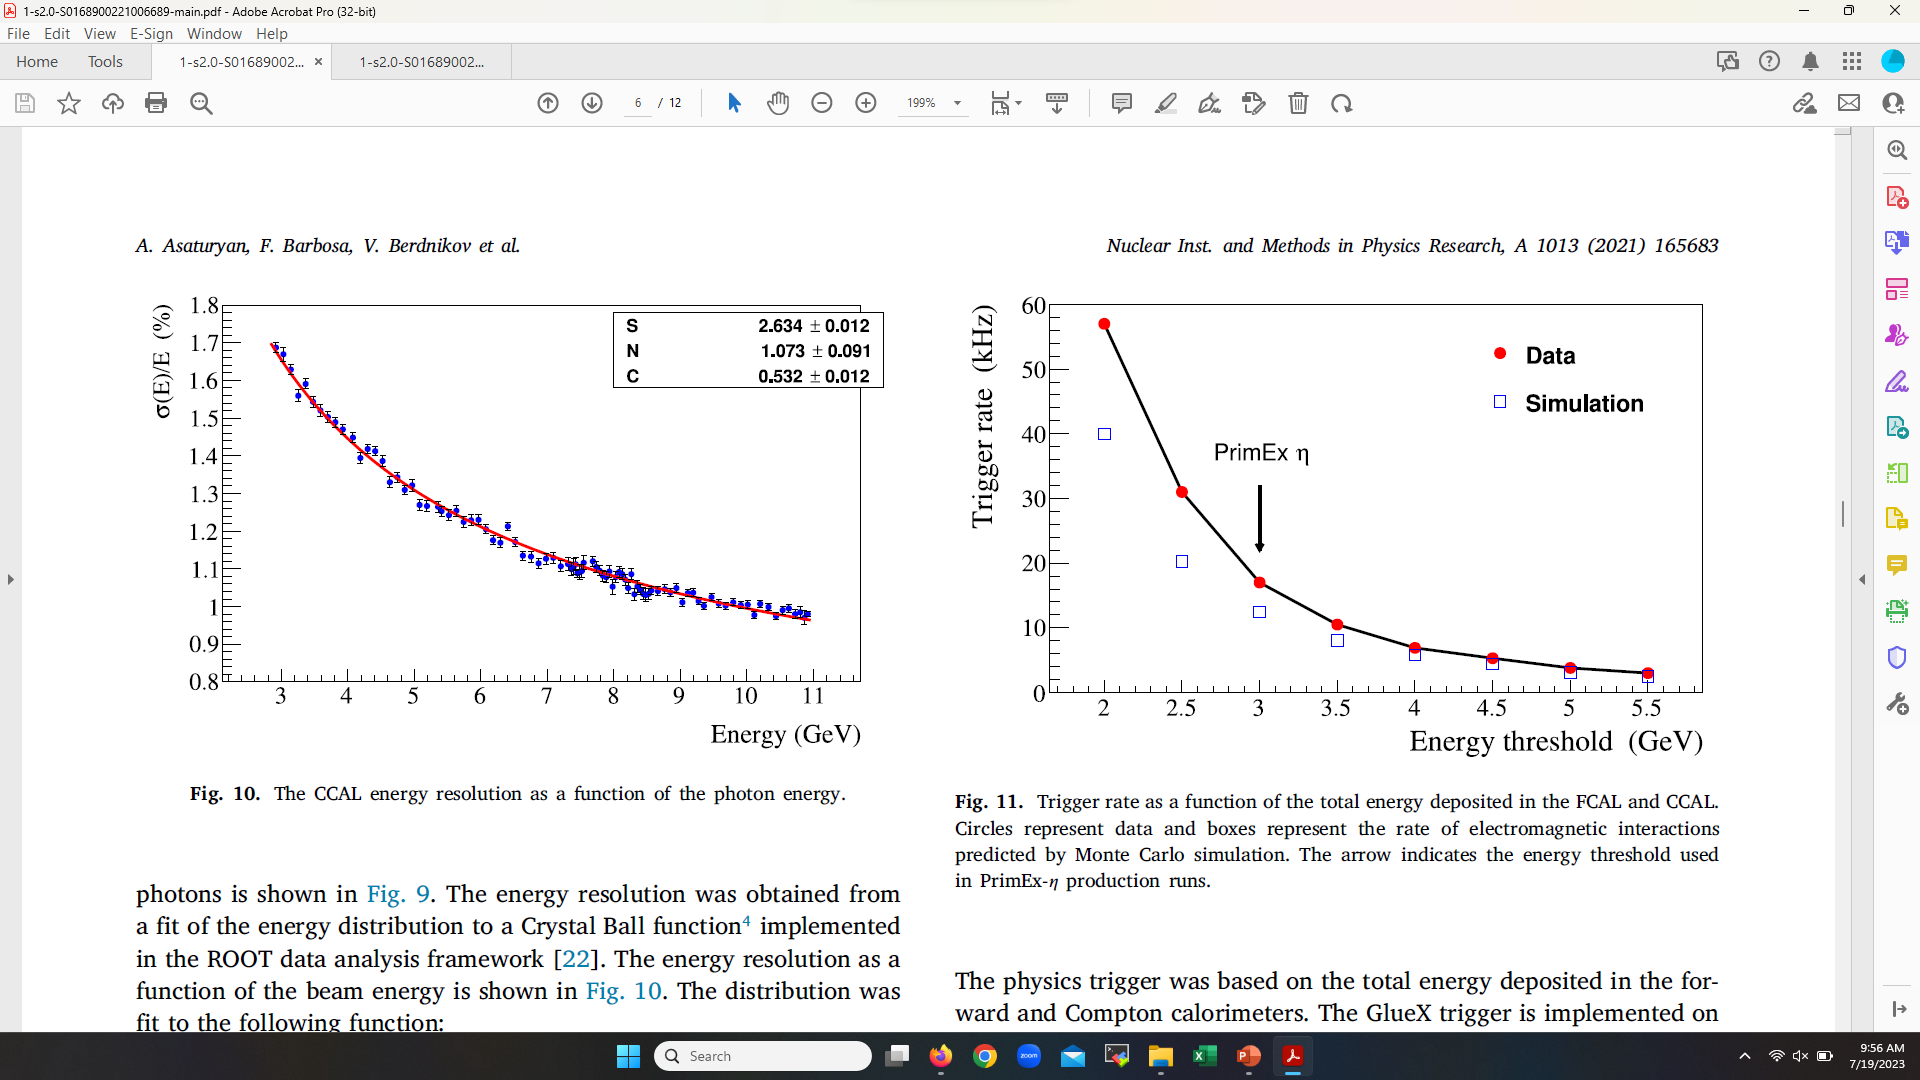 1-s2.0-S0168900221006689-main.pdf - Adobe Acrobat Pro (32-bit)
File Edit View E-Sign Window Help
Home Tools 1-s2.0-S01689002... × 1-s2.0-S01689002...
6 / 12 199%
A. Asaturyan, F. Barbosa, V. Berdnikov et al.
Nuclear Inst. and Methods in Physics Research, A 1013 (2021) 165683
σ(E)/E (%)
1.8
1.7
1.6
1.5
1.4
1.3
1.2
1.1
1
0.9
0.8
S 2.634 ± 0.012
N 1.073 ± 0.091
C 0.532 ± 0.012
3 4 5 6 7 8 9 10 11
Energy (GeV)
Fig. 10. The CCAL energy resolution as a function of the photon energy.
photons is shown in Fig. 9. The energy resolution was obtained from
a fit of the energy distribution to a Crystal Ball function⁴ implemented
in the ROOT data analysis framework [22]. The energy resolution as a
function of the beam energy is shown in Fig. 10. The distribution was
fit to the following function:
Trigger rate (kHz)
60
50
40
30
20
10
0
Data
Simulation
PrimEx η
2 2.5 3 3.5 4 4.5 5 5.5
Energy threshold (GeV)
Fig. 11. Trigger rate as a function of the total energy deposited in the FCAL and CCAL.
Circles represent data and boxes represent the rate of electromagnetic interactions
predicted by Monte Carlo simulation. The arrow indicates the energy threshold used
in PrimEx-η production runs.
The physics trigger was based on the total energy deposited in the for-
ward and Compton calorimeters. The GlueX trigger is implemented on
Search
zoom
9:56 AM
7/19/2023